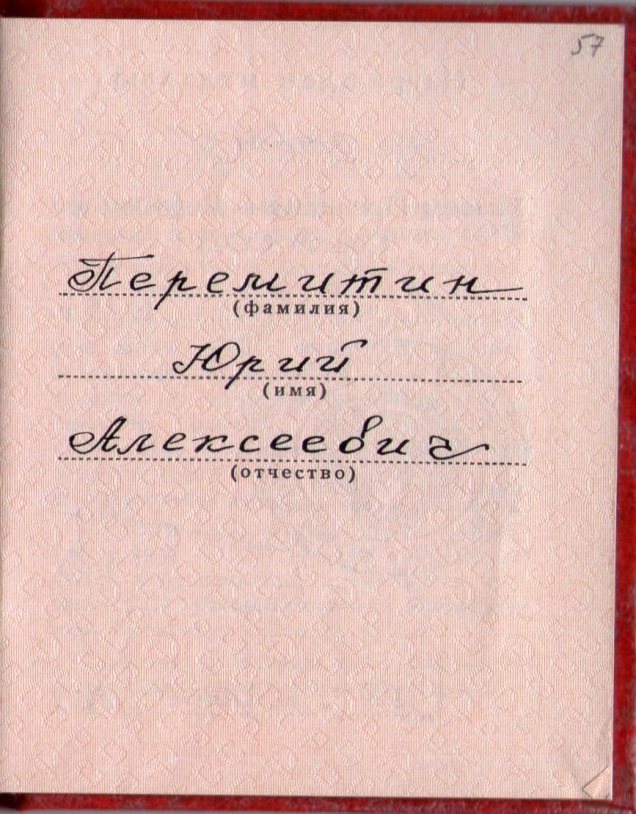 57
Перемитин
(фамилия)
Юрий
(имя)
Алексеевич
(отчество)